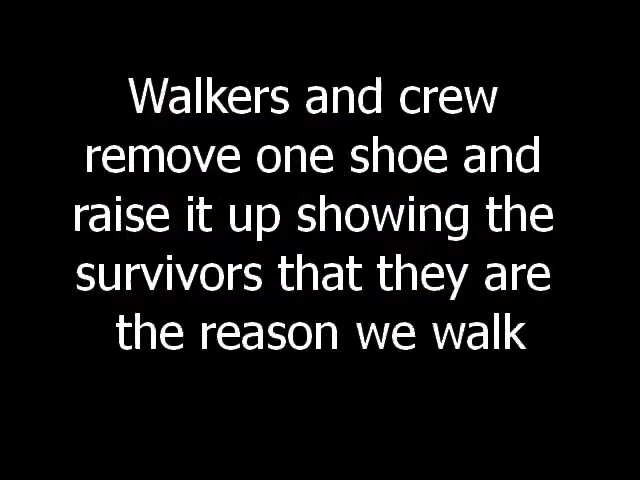 Walkers and crew
remove one shoe and
raise it up showing the
survivors that they are
the reason we walk